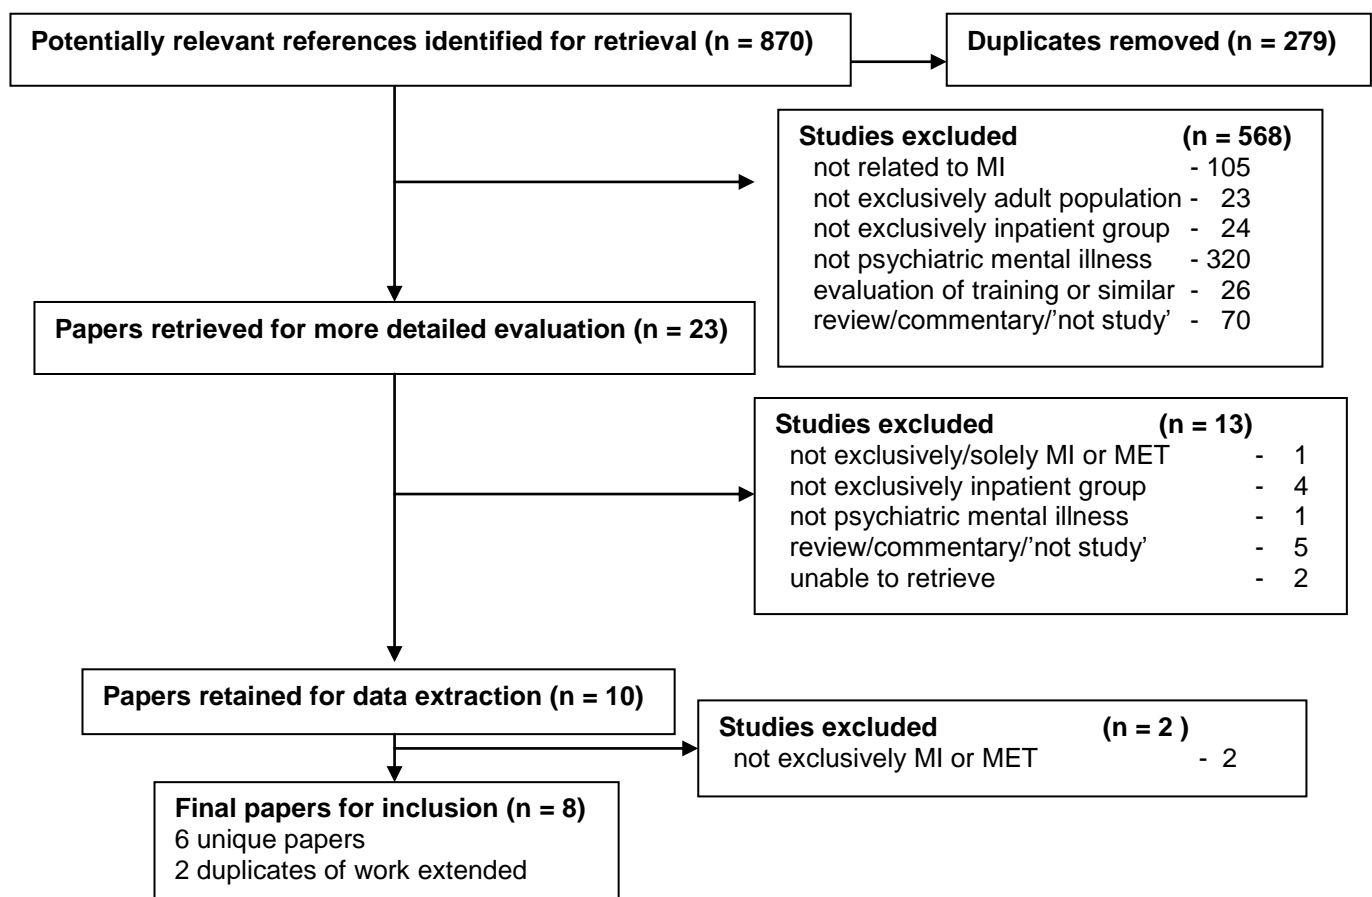 Potentially relevant references identified for retrieval (n = 870)
Duplicates removed (n = 279)
Studies excluded (n = 568)
not related to MI - 105
not exclusively adult population - 23
not exclusively inpatient group - 24
not psychiatric mental illness - 320
evaluation of training or similar - 26
review/commentary/’not study’ - 70
Papers retrieved for more detailed evaluation (n = 23)
Studies excluded (n = 13)
not exclusively/solely MI or MET - 1
not exclusively inpatient group - 4
not psychiatric mental illness - 1
review/commentary/’not study’ - 5
unable to retrieve - 2
Papers retained for data extraction (n = 10)
Studies excluded (n = 2 )
not exclusively MI or MET - 2
Final papers for inclusion (n = 8)
6 unique papers
2 duplicates of work extended